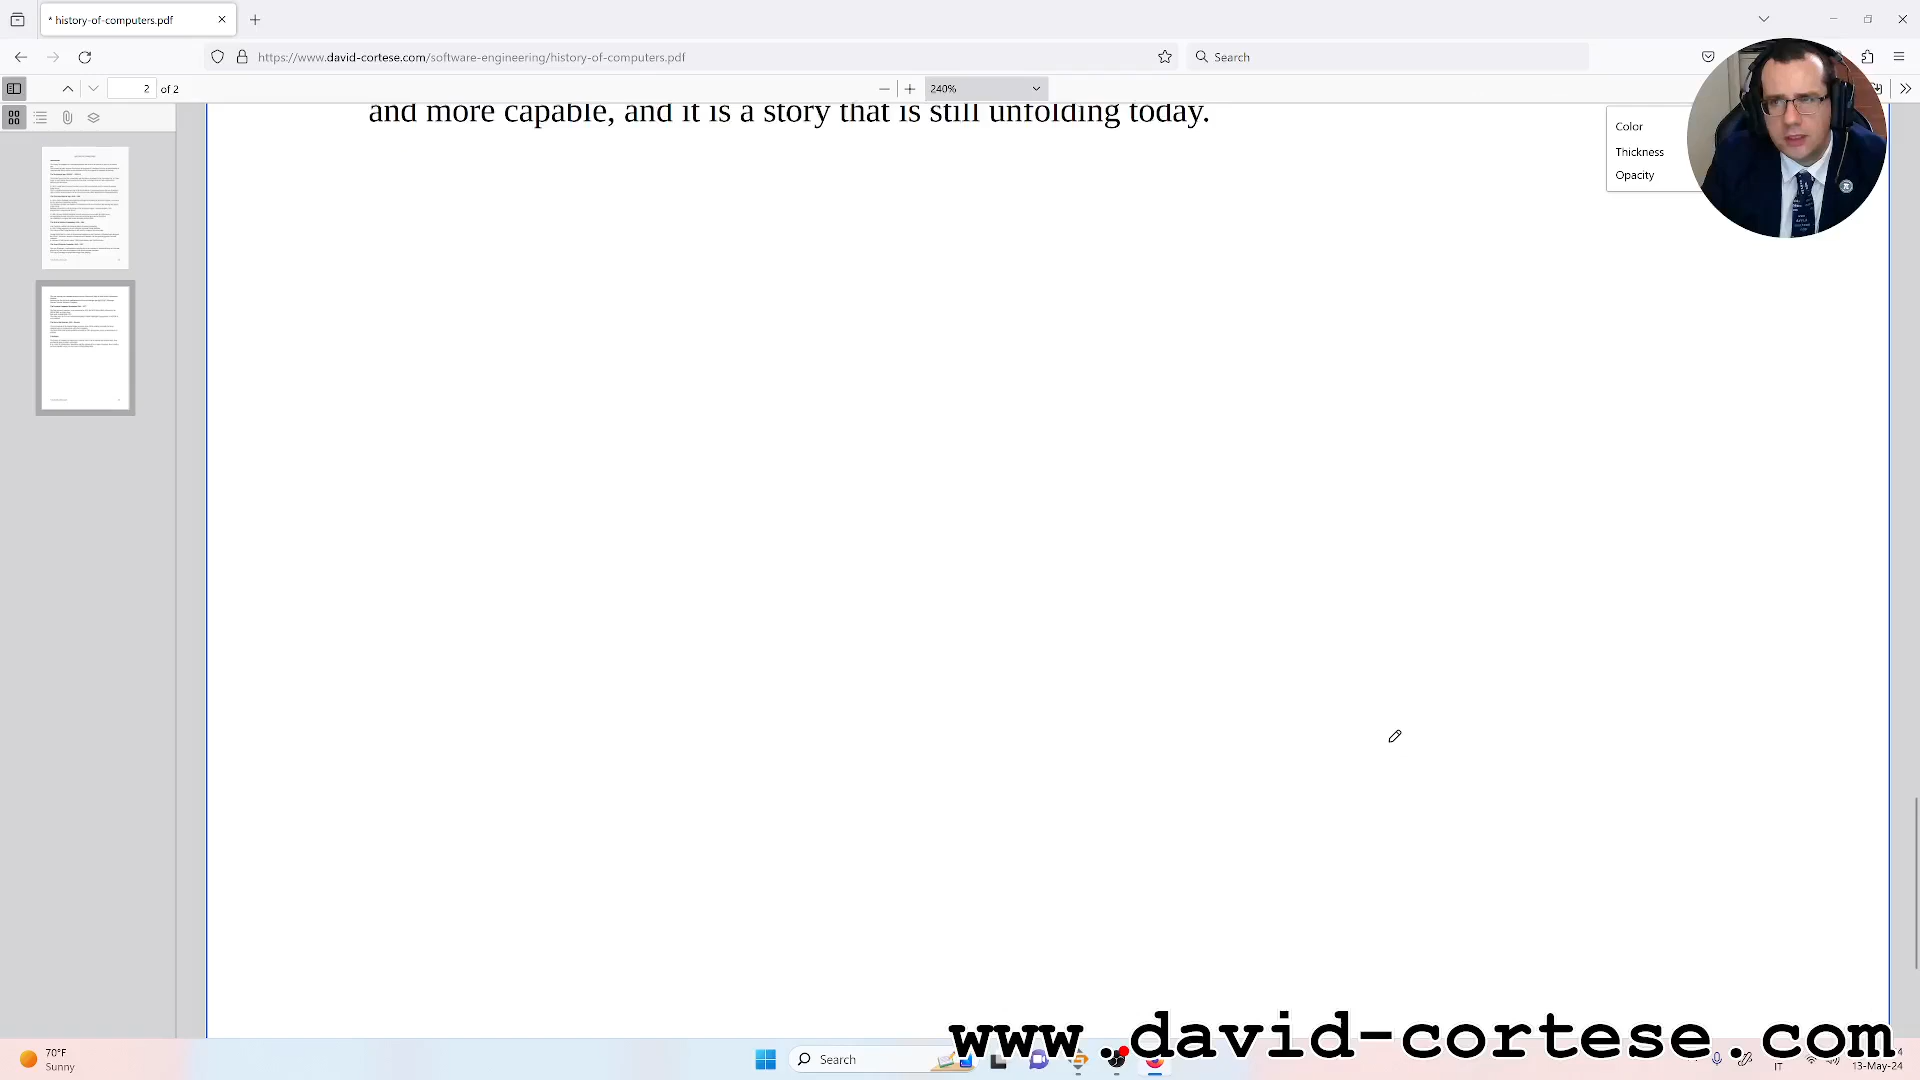 * history-of-computers.pdf
https://www.david-cortese.com/software-engineering/history-of-computers.pdf
Search
2 of 2
240%
and more capable, and it is a story that is still unfolding today.
Color
Thickness
Opacity
www.david-cortese.com
70°F
Sunny
Search
IT
13-May-24